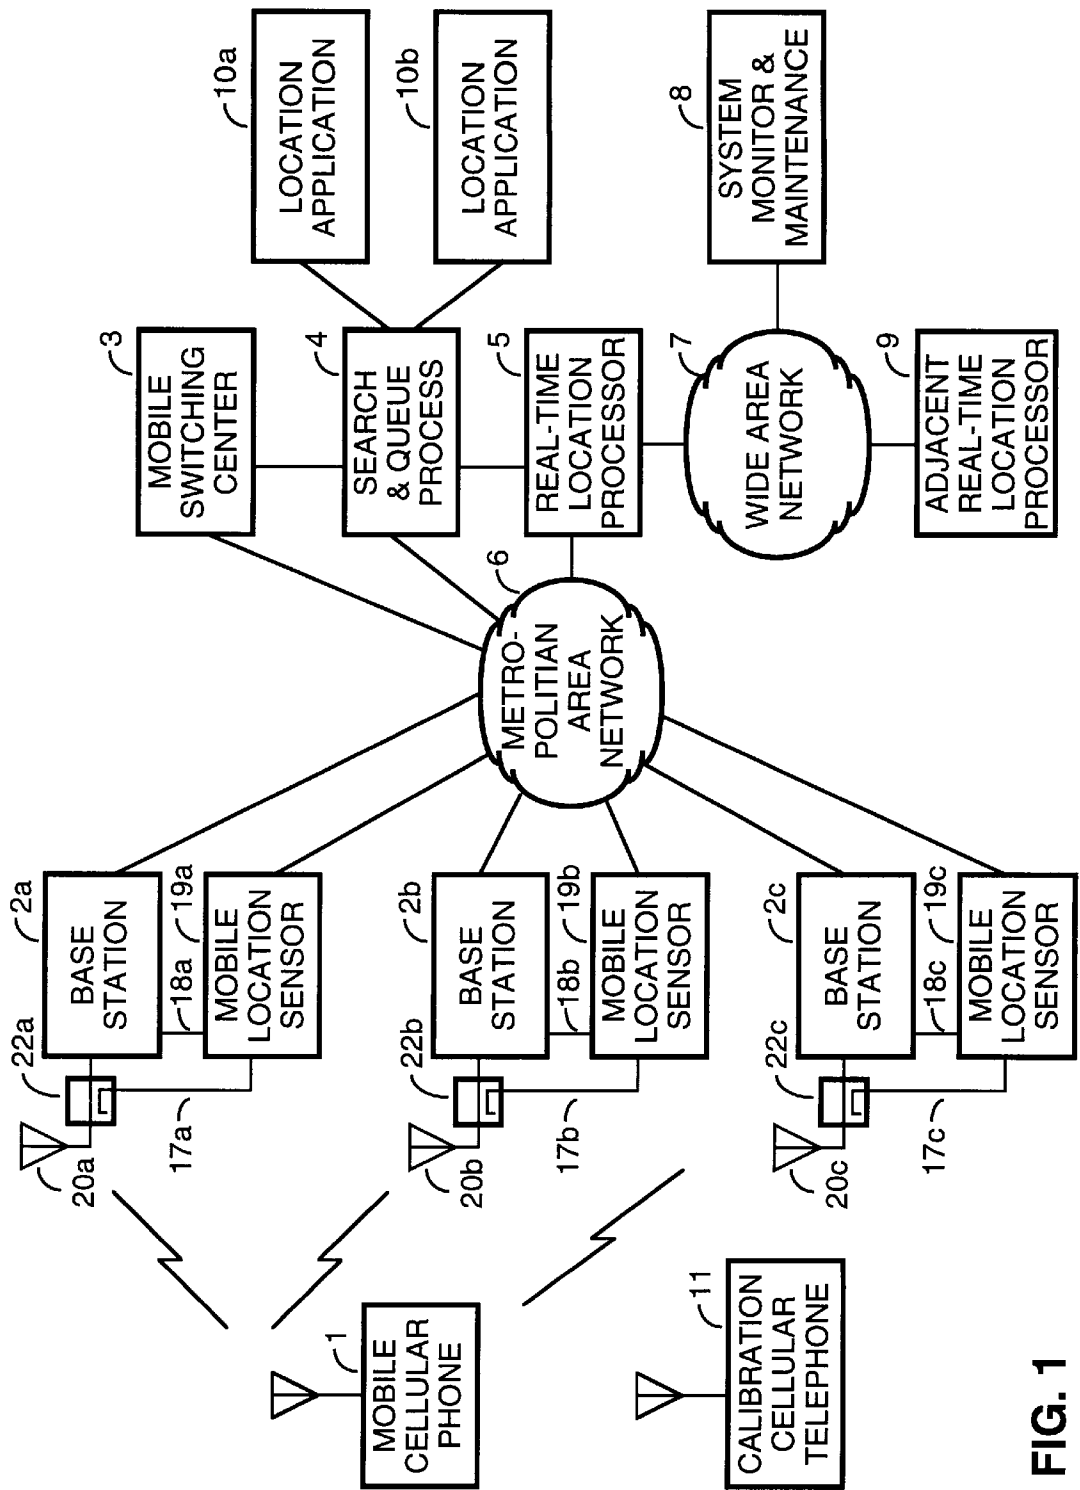 10a
LOCATION
APPLICATION
10b
LOCATION
APPLICATION
8
SYSTEM
MONITOR &
MAINTENANCE
3
MOBILE
SWITCHING
CENTER
4
SEARCH
& QUEUE
PROCESS
5
REAL-TIME
LOCATION
PROCESSOR
7
WIDE AREA
NETWORK
9
ADJACENT
REAL-TIME
LOCATION
PROCESSOR
6
METRO-
POLITIAN
AREA
NETWORK
2a
BASE
STATION
18a
19a
MOBILE
LOCATION
SENSOR
22a
20a
17a
2b
BASE
STATION
18b
19b
MOBILE
LOCATION
SENSOR
22b
20b
17b
2c
BASE
STATION
18c
19c
MOBILE
LOCATION
SENSOR
22c
20c
17c
1
MOBILE
CELLULAR
PHONE
11
CALIBRATION
CELLULAR
TELEPHONE
FIG. 1